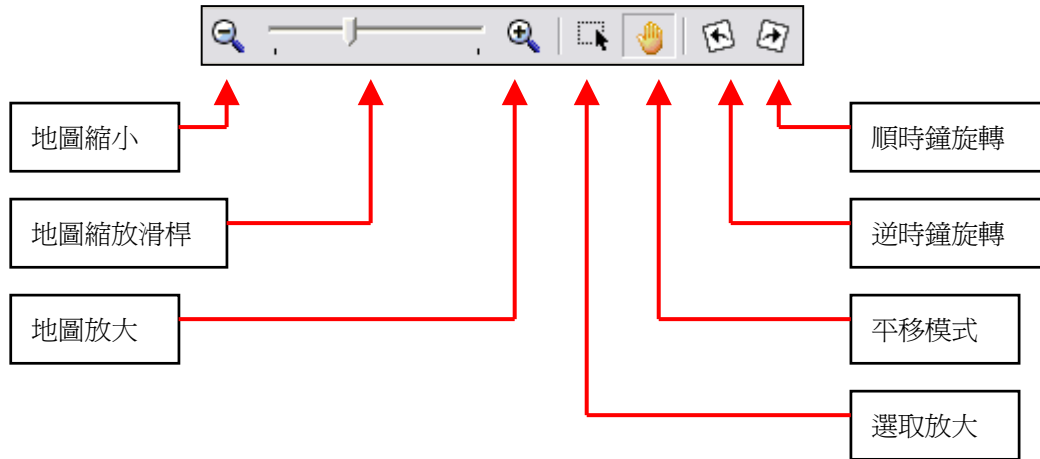 地圖縮小
順時鐘旋轉
地圖縮放滑桿
逆時鐘旋轉
地圖放大
平移模式
選取放大